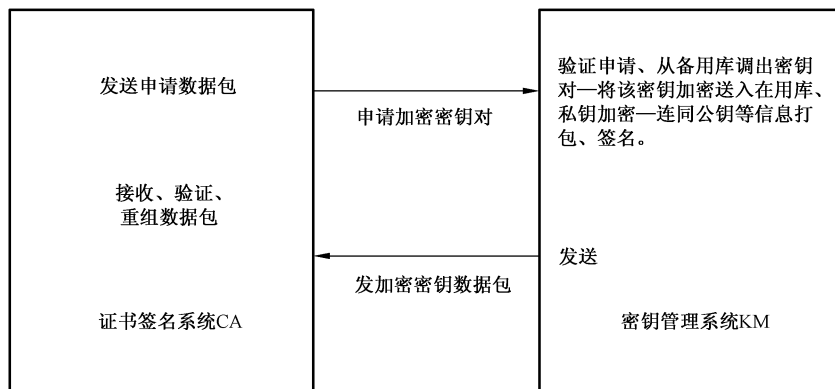 发送申请数据包
申请加密密钥对
验证申请、从备用库调出密钥
对—将该密钥加密送入在用库、
私钥加密—连同公钥等信息打
包、签名。
接收、验证、
重组数据包
发加密密钥数据包
发送
证书签名系统CA
密钥管理系统KM